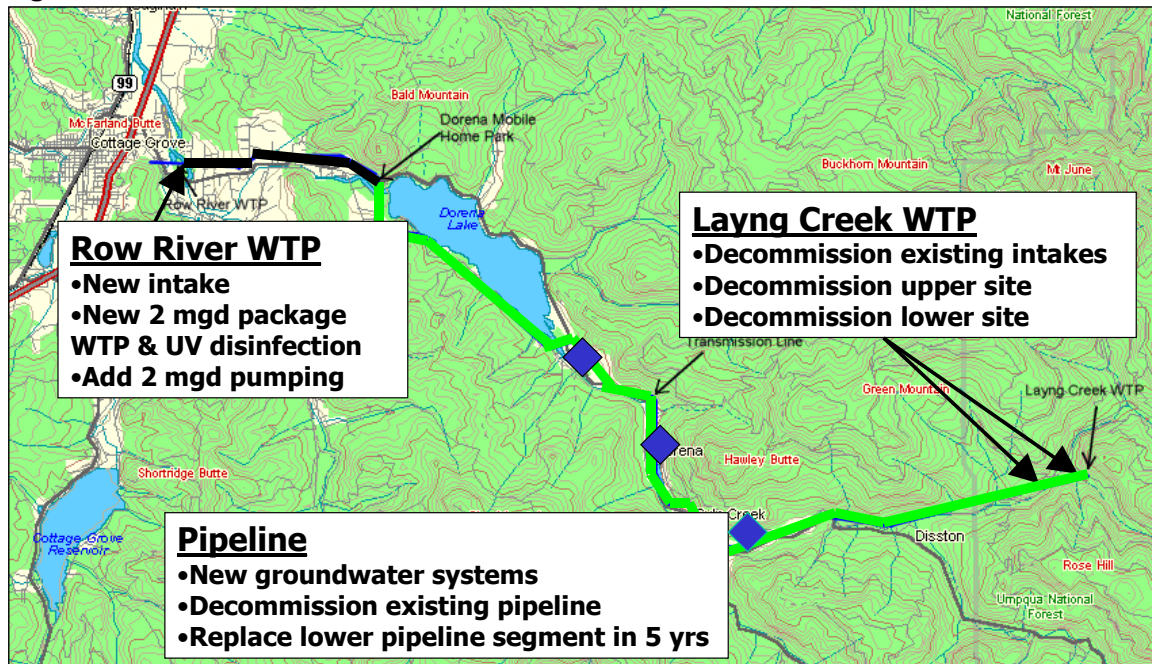 National Forest
99
Bald Mountain
McFarland Butte
Dorena Mobile
Home Park
Cottage Grove
Buckhorn Mountain
Mt June
Row River WTP
Dorena
Lake
Row River WTP
•New intake
•New 2 mgd package
WTP & UV disinfection
•Add 2 mgd pumping
Layng Creek WTP
•Decommission existing intakes
•Decommission upper site
•Decommission lower site
Transmission Line
Green Mountain
Layng Creek WTP
Shortridge Butte
Hawley Butte
Cottage Grove
Reservoir
Creek
Disston
Rose Hill
Umpqua National
Forest
Pipeline
•New groundwater systems
•Decommission existing pipeline
•Replace lower pipeline segment in 5 yrs